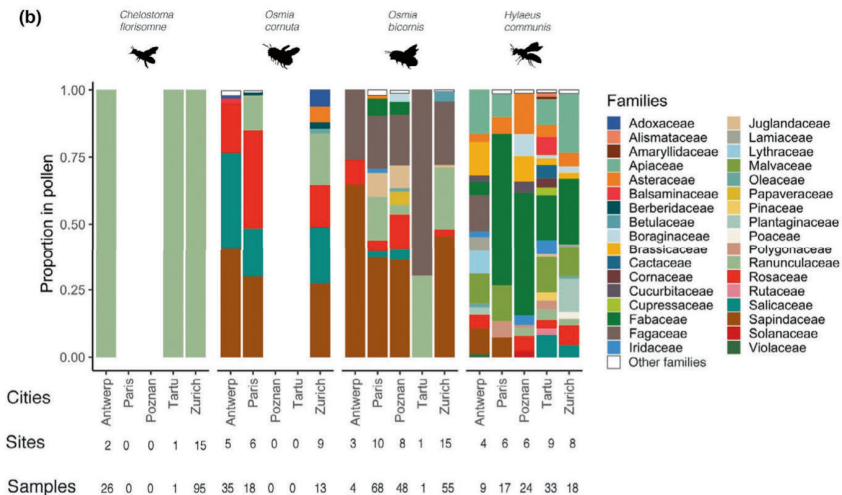 (b)
Chelostoma
florisomne
Osmia
cornuta
Osmia
bicornis
Hylaeus
communis
Proportion in pollen
1.00
0.75
0.50
0.25
0.00
Families
Adoxaceae
Alismataceae
Amaryllidaceae
Apiaceae
Asteraceae
Balsaminaceae
Berberidaceae
Betulaceae
Boraginaceae
Brassicaceae
Cactaceae
Cornaceae
Cucurbitaceae
Cupressaceae
Fabaceae
Fagaceae
Iridaceae
Other families
Juglandaceae
Lamiaceae
Lythraceae
Malvaceae
Oleaceae
Papaveraceae
Pinaceae
Plantaginaceae
Poaceae
Polygonaceae
Ranunculaceae
Rosaceae
Rutaceae
Salicaceae
Sapindaceae
Solanaceae
Violaceae
Cities
Antwerp Paris Poznan Tartu Zurich Antwerp Paris Poznan Tartu Zurich Antwerp Paris Poznan Tartu Zurich Antwerp Paris Poznan Tartu Zurich
Sites 2 0 0 1 15 5 6 0 0 9 3 10 8 1 15 4 6 6 9 8
Samples 26 0 0 1 95 35 18 0 0 13 4 68 48 1 55 9 17 24 33 18